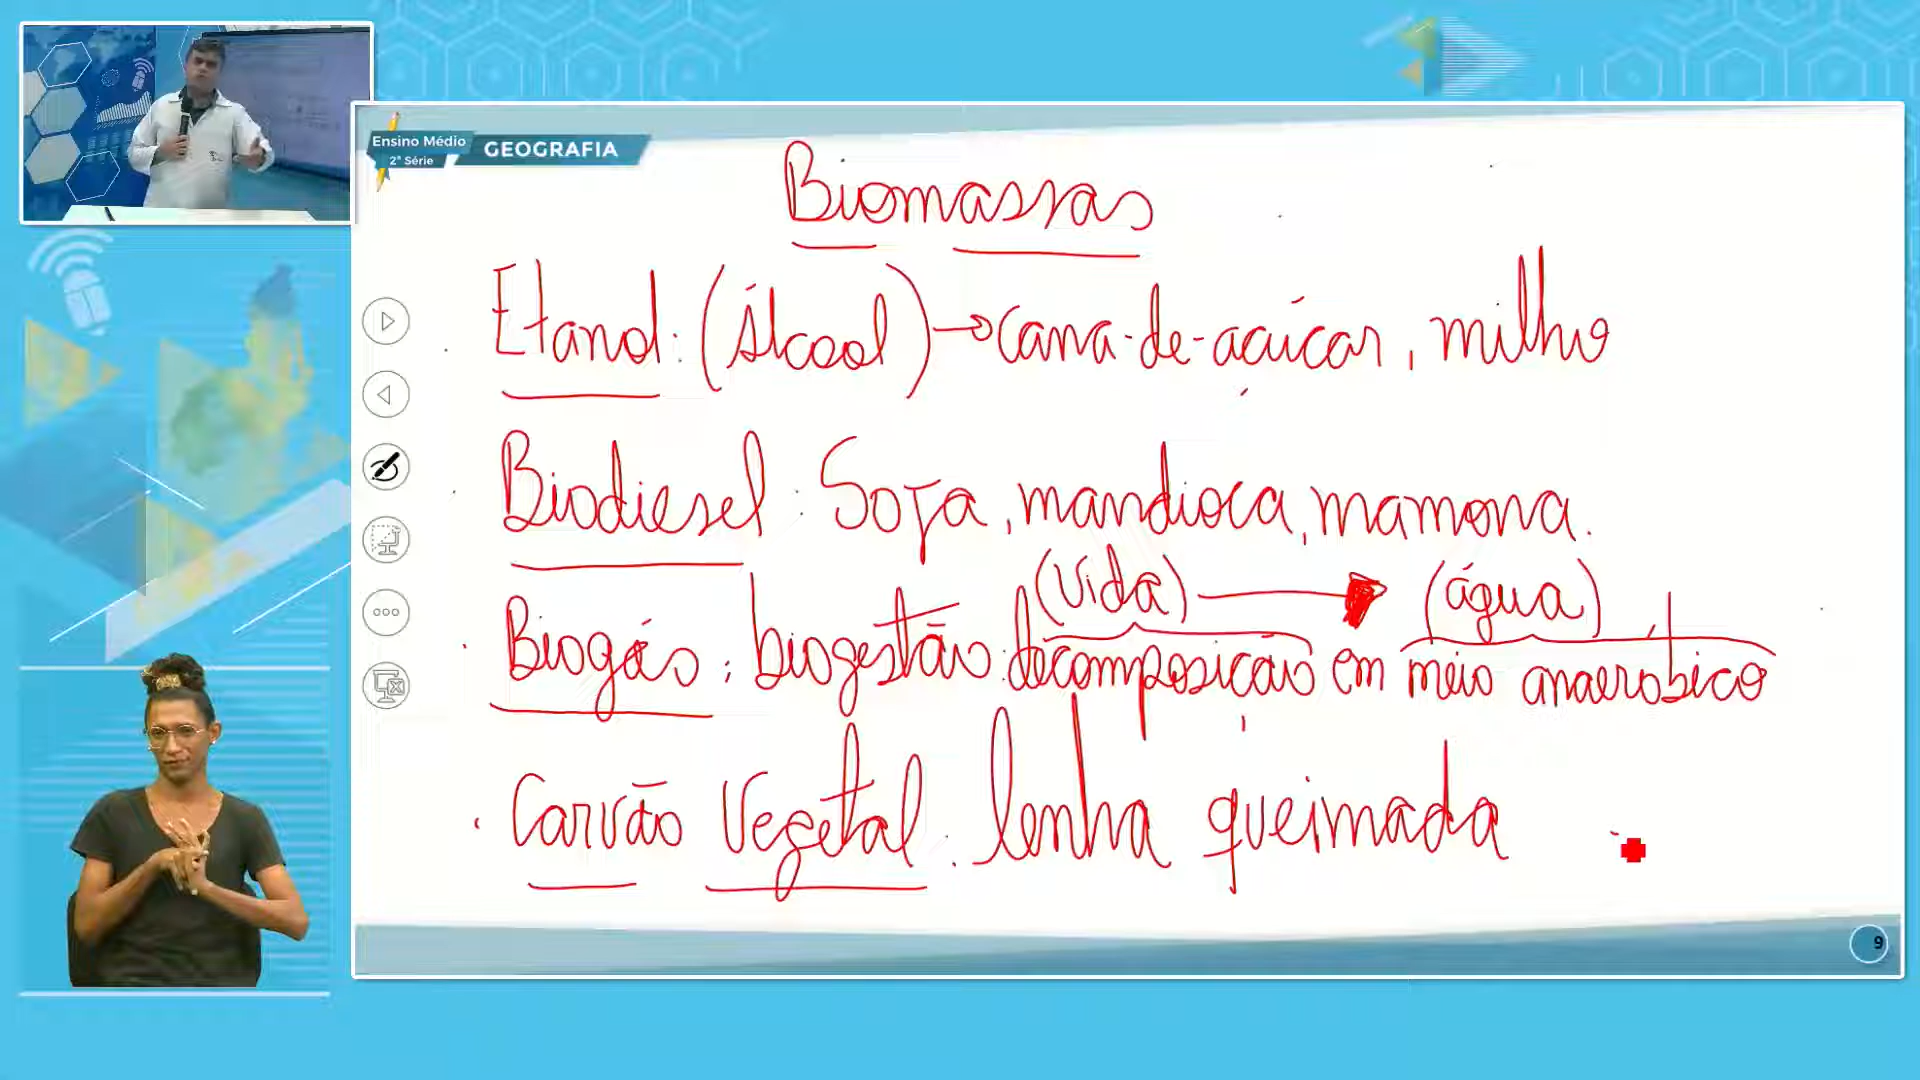 Ensino Médio
2ª Série
GEOGRAFIA
Biomassas
Etanol: (Álcool) → cana-de-açúcar, milho
Biodiesel: Soja, mandioca, mamona.
(vida) → (água)
Biogás: biogestão: decomposição em meio anaeróbico
Carvão Vegetal: lenha queimada
9